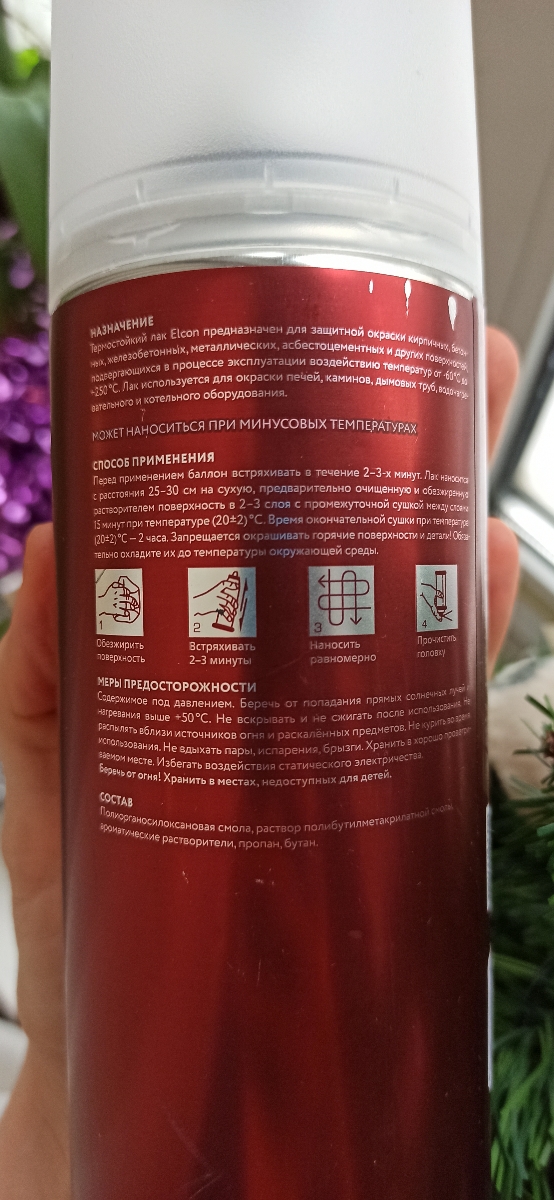 НАЗНАЧЕНИЕ
Термостойкий лак Elcon предназначен для защитной окраски кирпичных, бетон-
ных, железобетонных, металлических, асбестоцементных и других поверхностей,
подвергающихся в процессе эксплуатации воздействию температур от -60°С до
+250°С. Лак используется для окраски печей, каминов, дымовых труб, водонагре-
вательного и котельного оборудования.
МОЖЕТ НАНОСИТЬСЯ ПРИ МИНУСОВЫХ ТЕМПЕРАТУРАХ
СПОСОБ ПРИМЕНЕНИЯ
Перед применением баллон встряхивать в течение 2–3-х минут. Лак наносится
с расстояния 25–30 см на сухую, предварительно очищенную и обезжиренную
растворителем поверхность в 2–3 слоя с промежуточной сушкой между слоями
15 минут при температуре (20±2)°С. Время окончательной сушки при температуре
(20±2)°С – 2 часа. Запрещается окрашивать горячие поверхности и детали! Обяза-
тельно охладите их до температуры окружающей среды.
1 2 3 4
Обезжирить Встряхивать Наносить Прочистить
поверхность 2–3 минуты равномерно головку
МЕРЫ ПРЕДОСТОРОЖНОСТИ
Содержимое под давлением. Беречь от попадания прямых солнечных лучей и
нагревания выше +50°С. Не вскрывать и не сжигать после использования. Не
распылять вблизи источников огня и раскалённых предметов. Не курить во время
использования. Не вдыхать пары, испарения, брызги. Хранить в хорошо проветри-
ваемом месте. Избегать воздействия статического электричества.
Беречь от огня! Хранить в местах, недоступных для детей.
СОСТАВ
Полиорганосилоксановая смола, раствор полибутилметакрилатной смолы,
ароматические растворители, пропан, бутан.